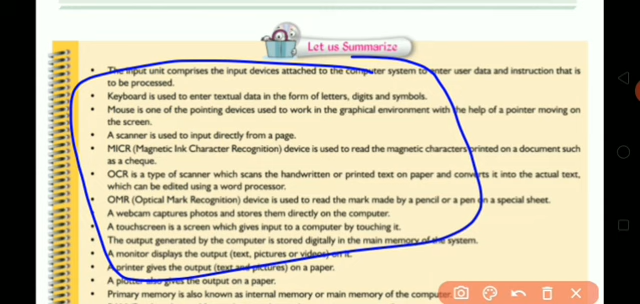 Let us Summarize
• The input unit comprises the input devices attached to the computer system to enter user data and instruction that is
to be processed.
• Keyboard is used to enter textual data in the form of letters, digits and symbols.
• Mouse is one of the pointing devices used to work in the graphical environment with the help of a pointer moving on
the screen.
• A scanner is used to input directly from a page.
• MICR (Magnetic Ink Character Recognition) device is used to read the magnetic characters printed on a document such
as a cheque.
• OCR is a type of scanner which scans the handwritten or printed text on paper and converts it into the actual text,
which can be edited using a word processor.
• OMR (Optical Mark Recognition) device is used to read the mark made by a pencil or a pen on a special sheet.
A webcam captures photos and stores them directly on the computer.
• A touchscreen is a screen which gives input to a computer by touching it.
• The output generated by the computer is stored digitally in the main memory of the system.
• A monitor displays the output (text, pictures or videos) on it.
• A printer gives the output (text and pictures) on a paper.
• A plotter also gives the output on a paper.
• Primary memory is also known as internal memory or main memory of the computer